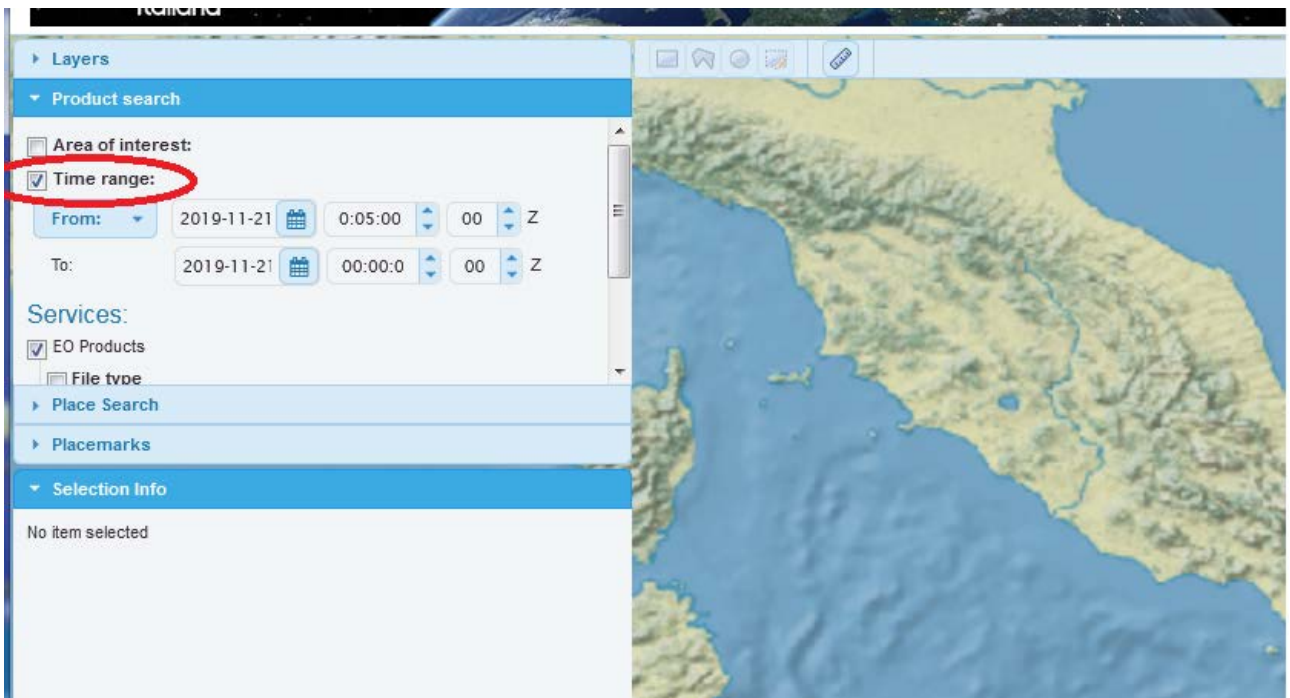 Italiana
Layers
Product search
Area of interest:
Time range:
From: 2019-11-21 0:05:00 00 Z
To: 2019-11-21 00:00:0 00 Z
Services:
EO Products
File type
Place Search
Placemarks
Selection Info
No item selected